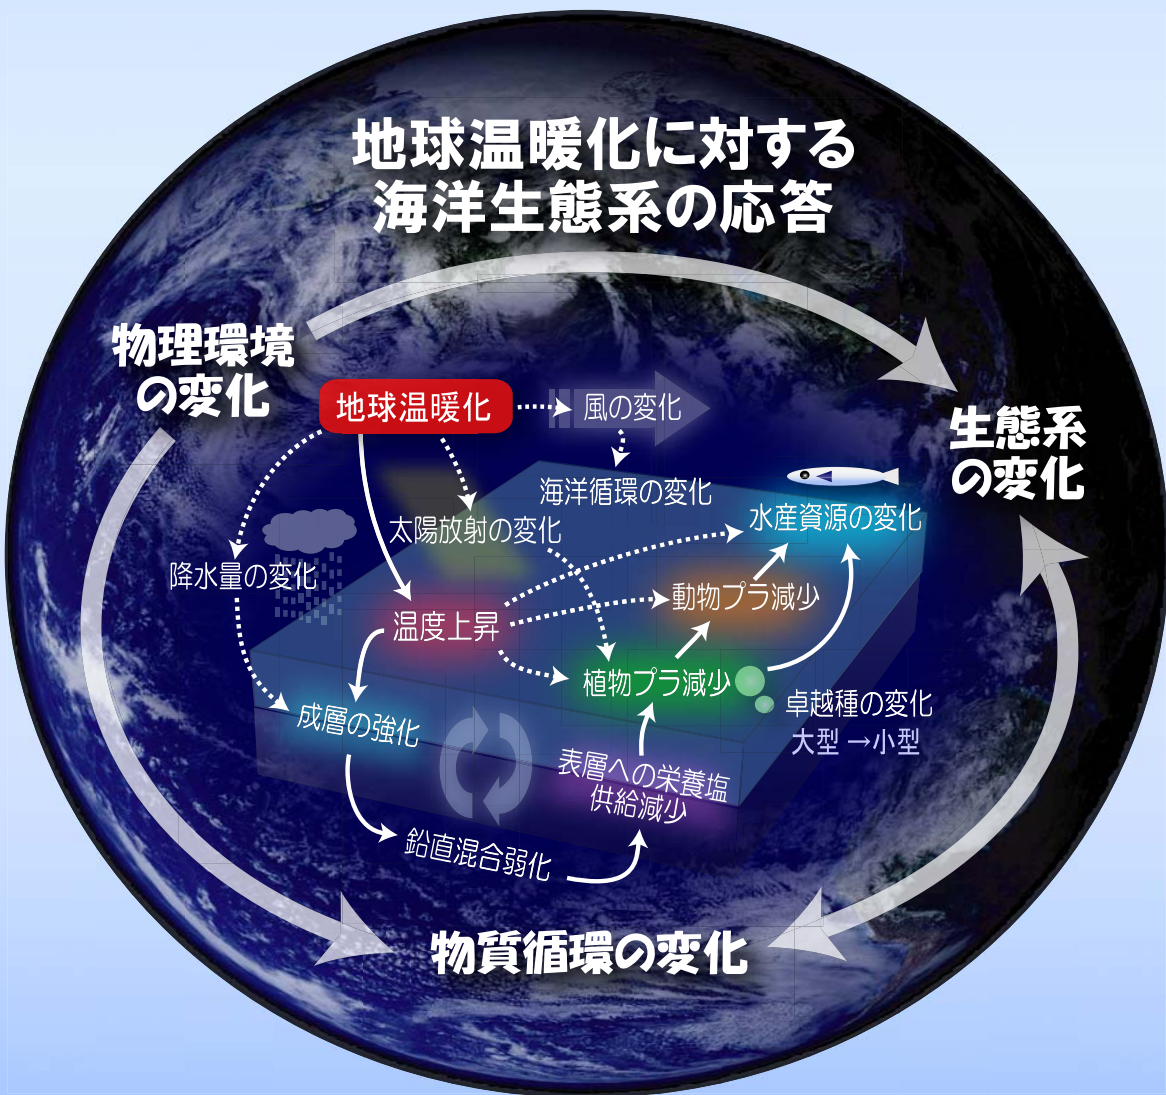 地球温暖化に対する
海洋生態系の応答
物理環境
の変化
地球温暖化
風の変化
生態系
の変化
海洋循環の変化
水産資源の変化
太陽放射の変化
降水量の変化
動物プラ減少
温度上昇
植物プラ減少
卓越種の変化
大型→小型
成層の強化
表層への栄養塩
供給減少
鉛直混合弱化
物質循環の変化